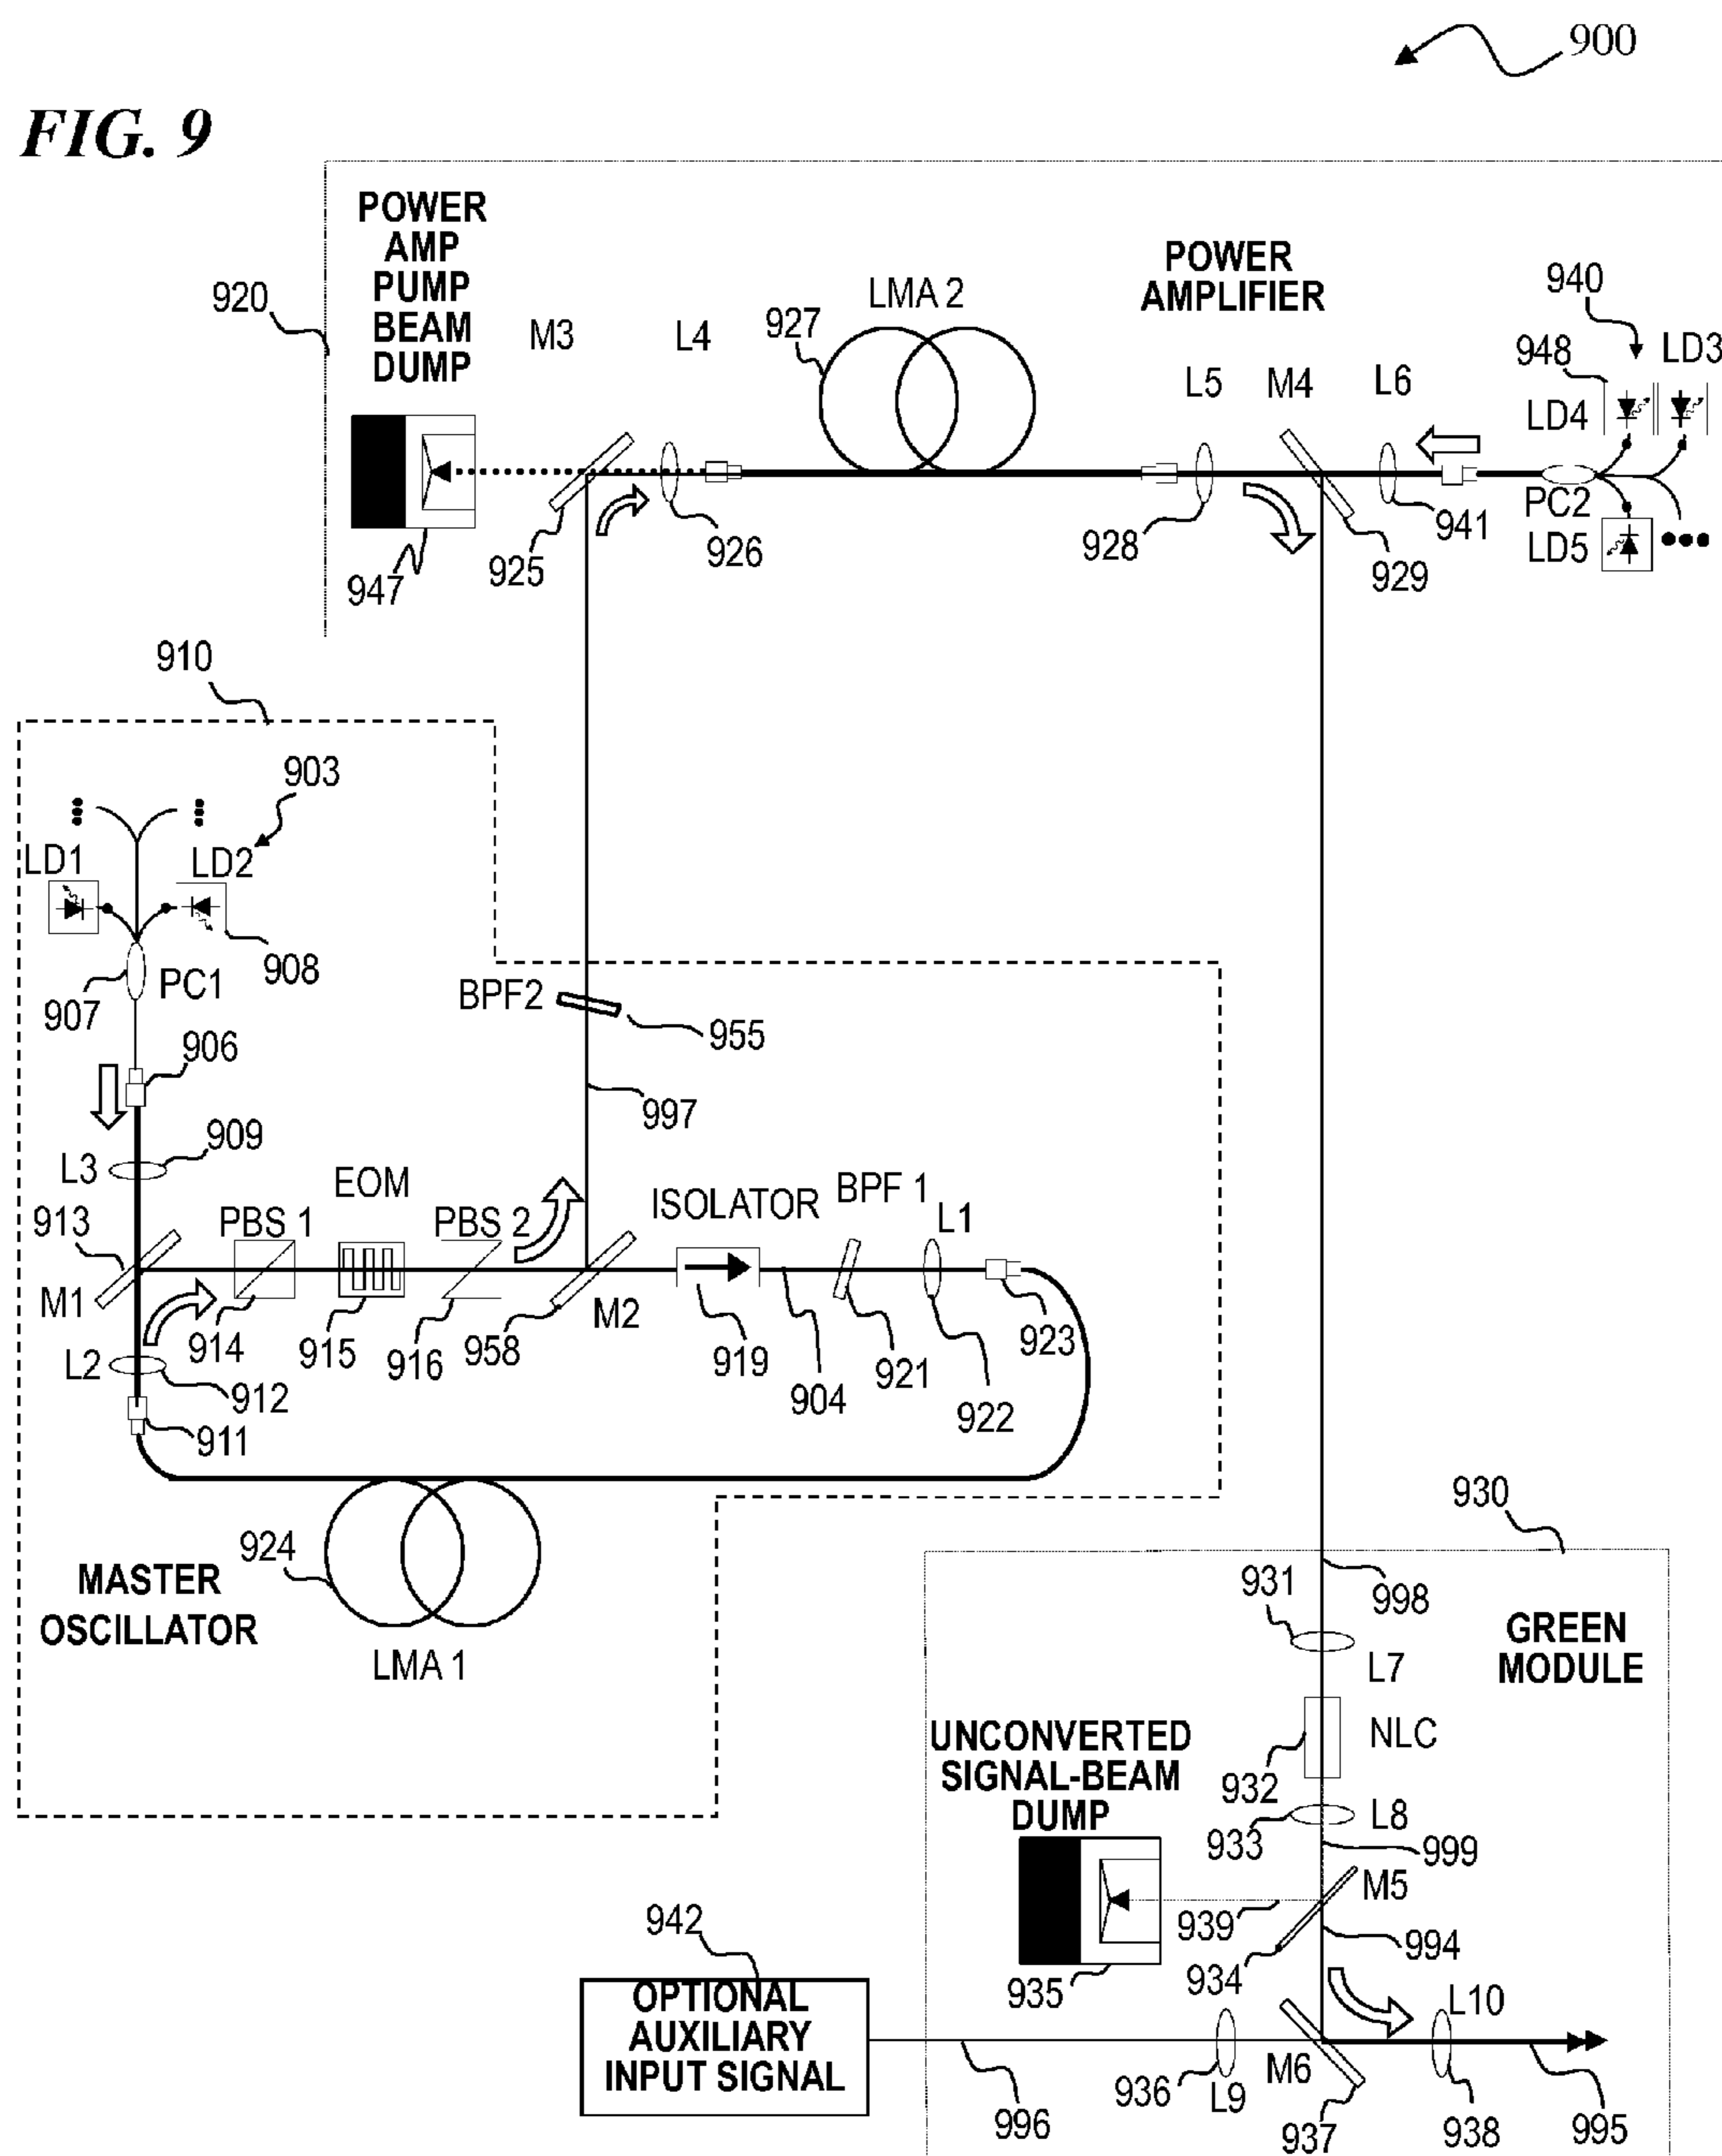 900
FIG. 9
POWER
AMP
PUMP
BEAM
DUMP
POWER
AMPLIFIER
920
M3
L4
927
LMA 2
L5
M4
L6
940
948
LD3
LD4
PC2
LD5
947
925
926
928
929
941
910
903
LD1
LD2
907
PC1
908
906
BPF2
955
997
L3
909
913
M1
PBS 1
EOM
PBS 2
ISOLATOR
BPF 1
L1
L2
912
914
915
916
958
M2
919
904
921
922
923
911
924
MASTER
OSCILLATOR
LMA 1
930
931
998
GREEN
MODULE
L7
NLC
932
UNCONVERTED
SIGNAL-BEAM
DUMP
933
L8
999
M5
939
994
934
935
942
OPTIONAL
AUXILIARY
INPUT SIGNAL
996
936
L9
M6
937
L10
938
995